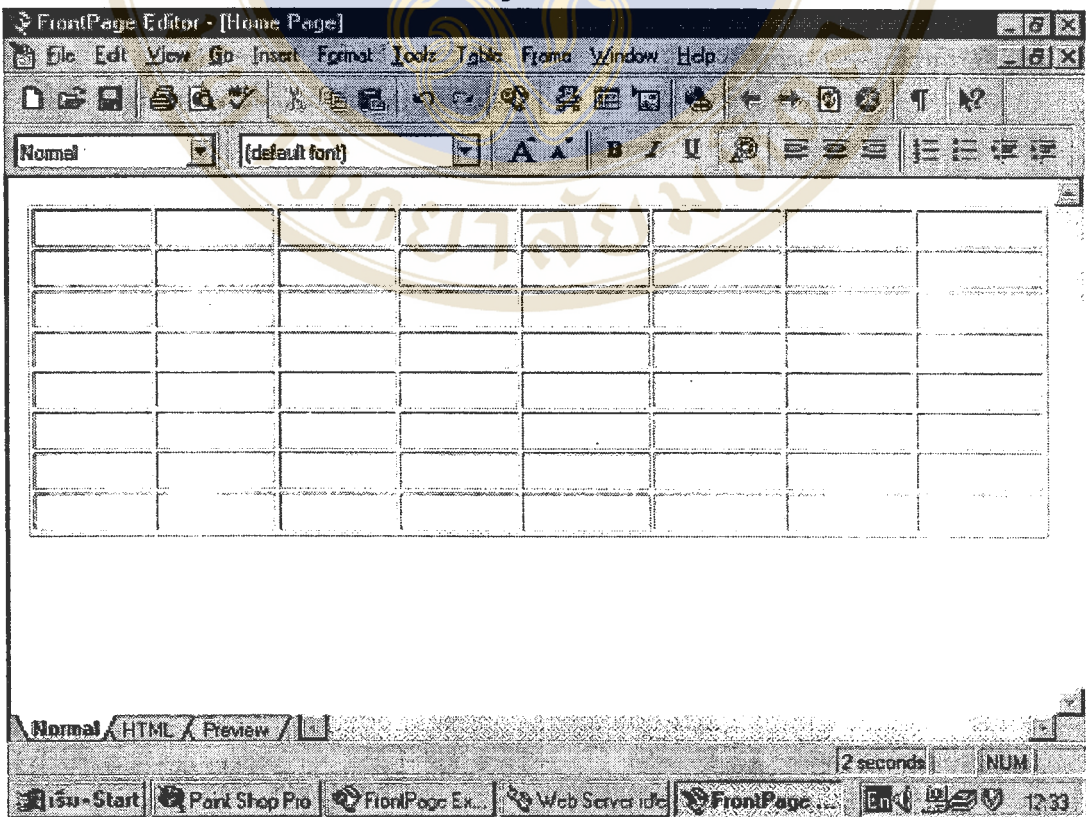 FrontPage Editor - [Home Page]
File Edit View Go Insert Format Tools Table Frame Window Help
Normal (default font) A A B I U
Normal HTML Preview
2 seconds NUM
เริ่ม-Start Paint Shop Pro FrontPage Ex... Web Server idle FrontPage ... En 12:33